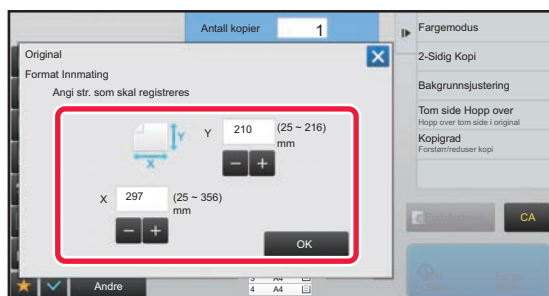 Antall kopier 1
Original
Format Innmating
Angi str. som skal registreres
Y
Y 210 (25 ~ 216)
mm
X
X 297 (25 ~ 356)
mm
OK
Andre
3 A4
4 A4
Fargemodus
2-Sidig Kopi
Bakgrunnsjustering
Tom side Hopp over
Hopp over tom side i original
Kopigrad
Forstørr/reduser kopi
CA